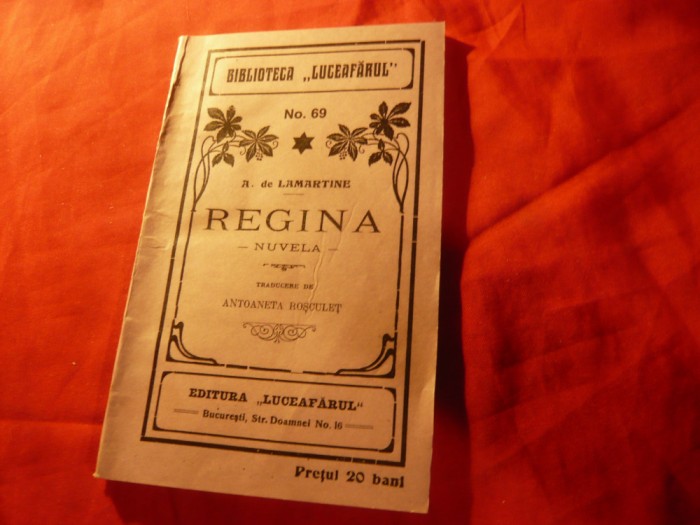 BIBLIOTECA „LUCEAFĂRUL"
No. 69
A. de LAMARTINE
REGINA
— NUVELA —
TRADUCERE DE
ANTOANETA ROȘCULEȚ
EDITURA „LUCEAFĂRUL"
București, Str. Doamnei No. 16
Prețul 20 bani